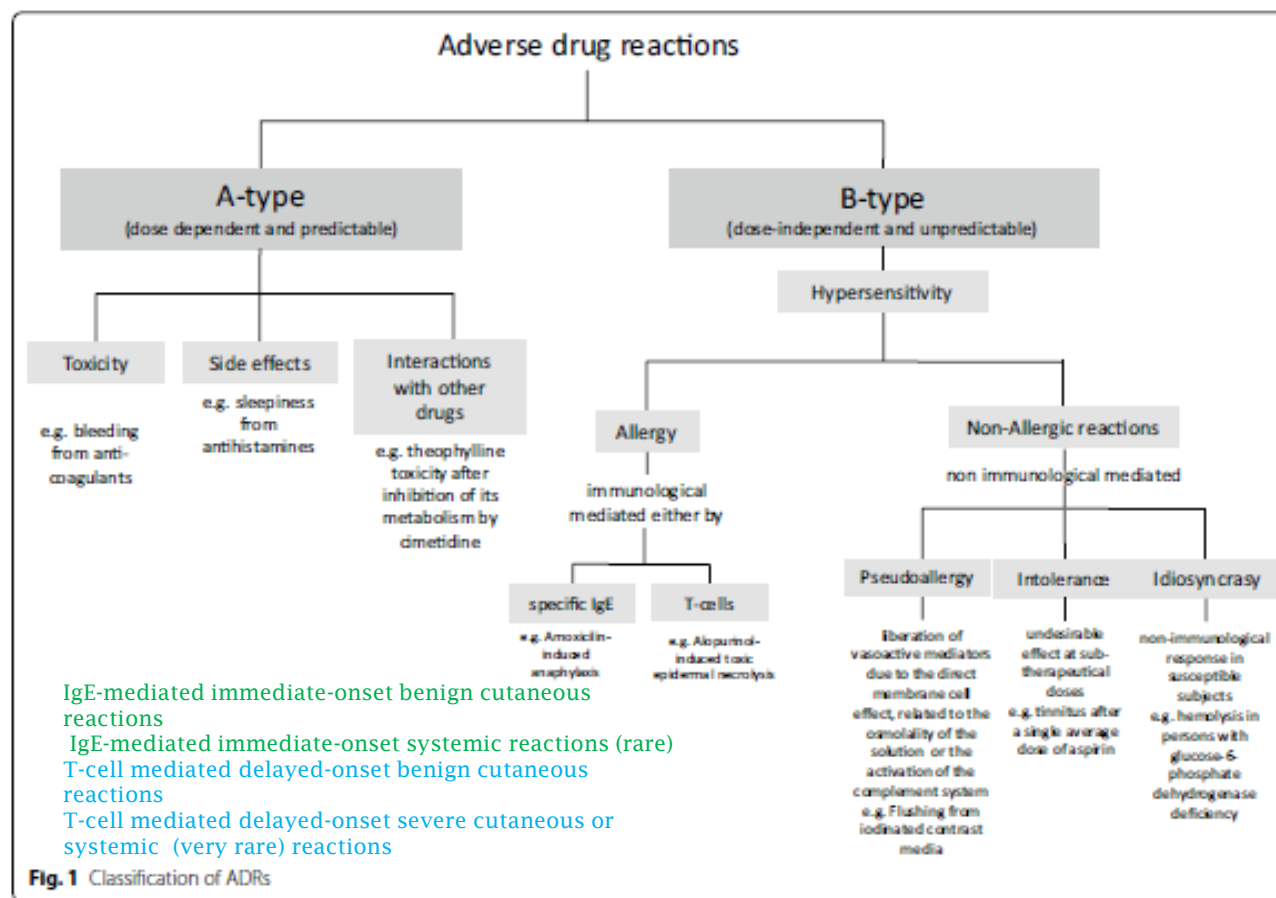 Adverse drug reactions
A-type
(dose dependent and predictable)
B-type
(dose-independent and unpredictable)
Hypersensitivity
Toxicity
e.g. bleeding
from anti-
coagulants
Side effects
e.g. sleepiness
from
antihistamines
Interactions
with other
drugs
e.g. theophylline
toxicity after
inhibition of its
metabolism by
cimetidine
Allergy
immunological
mediated either by
specific IgE
e.g. Amoxicilin-
induced
anaphylaxis
T-cells
e.g. Alopurinol-
induced toxic
epidermal necrolysis
Non-Allergic reactions
non immunological mediated
Pseudoallergy
liberation of
vasoactive mediators
due to the direct
membrane cell
effect, related to the
osmolality of the
solution or the
activation of the
complement system
e.g. Flushing from
iodinated contrast
media
Intolerance
undesirable
effect at sub-
therapeutical
doses
e.g. tinnitus after
a single average
dose of aspirin
Idiosyncrasy
non-immunological
response in
susceptible
subjects
e.g. hemolysis in
persons with
glucose-6-
phosphate
dehydrogenase
deficiency
IgE-mediated immediate-onset benign cutaneous
reactions
IgE-mediated immediate-onset systemic reactions (rare)
T-cell mediated delayed-onset benign cutaneous
reactions
T-cell mediated delayed-onset severe cutaneous or
systemic (very rare) reactions
Fig. 1 Classification of ADRs